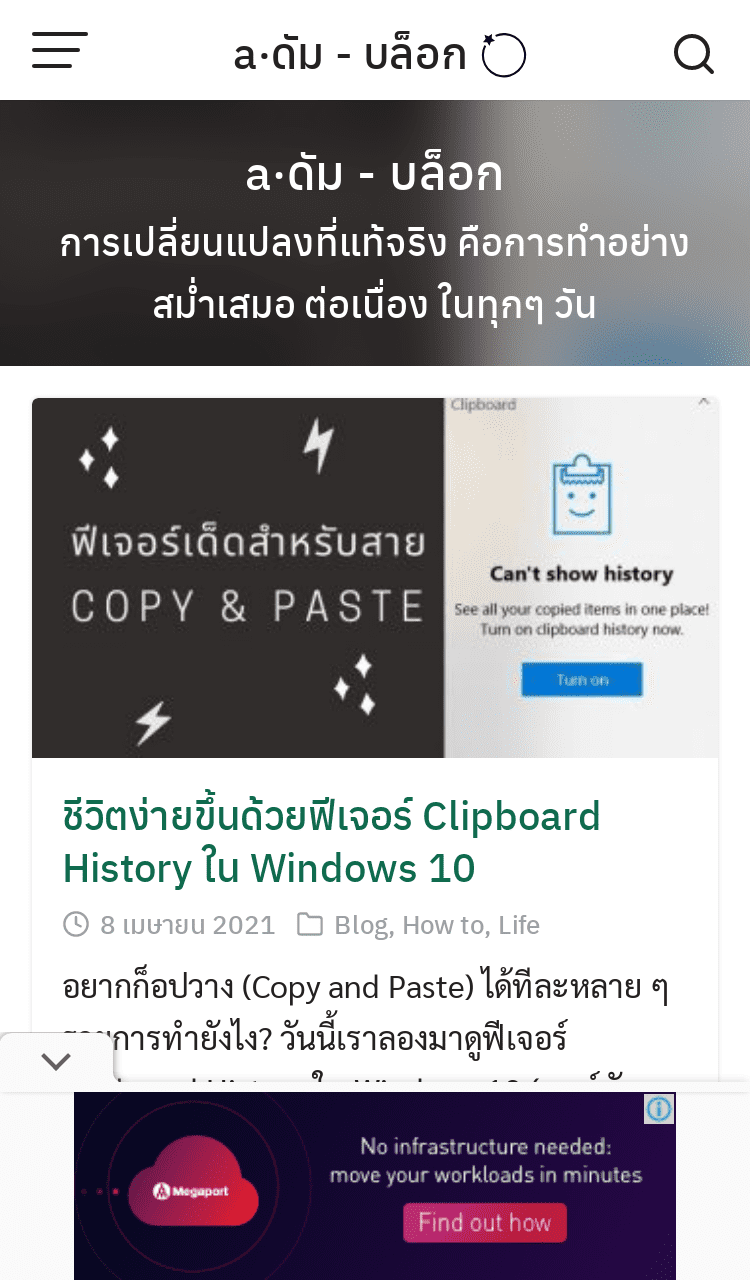 a·ดัม - บล็อก
a·ดัม - บล็อก
การเปลี่ยนแปลงที่แท้จริง คือการทำอย่าง
สม่ำเสมอ ต่อเนื่อง ในทุกๆ วัน
Clipboard
ฟีเจอร์เด็ดสำหรับสาย
COPY & PASTE
Can't show history
See all your copied items in one place!
Turn on clipboard history now.
Turn on
ชีวิตง่ายขึ้นด้วยฟีเจอร์ Clipboard
History ใน Windows 10
8 เมษายน 2021 Blog, How to, Life
อยากก็อปวาง (Copy and Paste) ได้ทีละหลาย ๆ
การทำยังไง? วันนี้เราลองมาดูฟีเจอร์
No infrastructure needed:
move your workloads in minutes
Megaport
Find out how